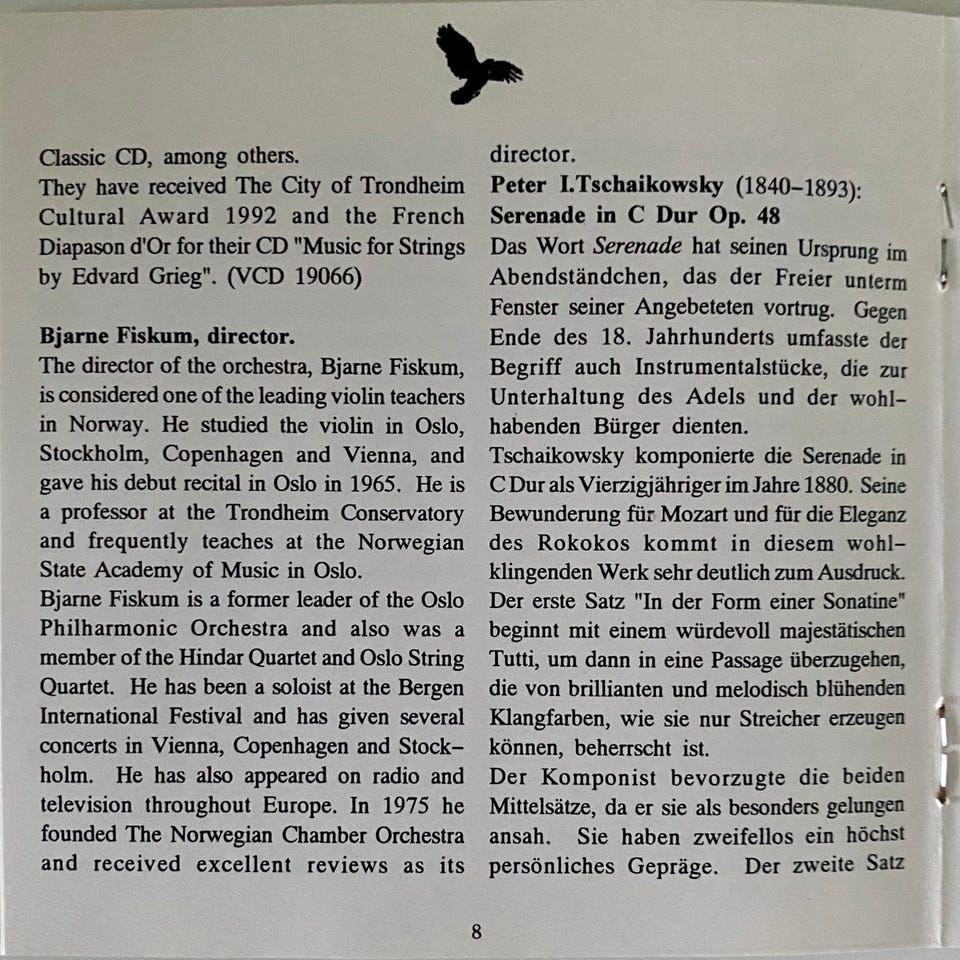 Classic CD, among others.
They have received The City of Trondheim
Cultural Award 1992 and the French
Diapason d'Or for their CD "Music for Strings
by Edvard Grieg". (VCD 19066)
Bjarne Fiskum, director.
The director of the orchestra, Bjarne Fiskum,
is considered one of the leading violin teachers
in Norway. He studied the violin in Oslo,
Stockholm, Copenhagen and Vienna, and
gave his debut recital in Oslo in 1965. He is
a professor at the Trondheim Conservatory
and frequently teaches at the Norwegian
State Academy of Music in Oslo.
Bjarne Fiskum is a former leader of the Oslo
Philharmonic Orchestra and also was a
member of the Hindar Quartet and Oslo String
Quartet. He has been a soloist at the Bergen
International Festival and has given several
concerts in Vienna, Copenhagen and Stock-
holm. He has also appeared on radio and
television throughout Europe. In 1975 he
founded The Norwegian Chamber Orchestra
and received excellent reviews as its
director.
Peter I.Tschaikowsky (1840-1893):
Serenade in C Dur Op. 48
Das Wort Serenade hat seinen Ursprung im
Abendständchen, das der Freier unterm
Fenster seiner Angebeteten vortrug. Gegen
Ende des 18. Jahrhunderts umfasste der
Begriff auch Instrumentalstücke, die zur
Unterhaltung des Adels und der wohl-
habenden Bürger dienten.
Tschaikowsky komponierte die Serenade in
C Dur als Vierzigjähriger im Jahre 1880. Seine
Bewunderung für Mozart und für die Eleganz
des Rokokos kommt in diesem wohl-
klingenden Werk sehr deutlich zum Ausdruck.
Der erste Satz "In der Form einer Sonatine"
beginnt mit einem würdevoll majestätischen
Tutti, um dann in eine Passage überzugehen,
die von brillianten und melodisch blühenden
Klangfarben, wie sie nur Streicher erzeugen
können, beherrscht ist.
Der Komponist bevorzugte die beiden
Mittelsätze, da er sie als besonders gelungen
ansah. Sie haben zweifellos ein höchst
persönliches Gepräge. Der zweite Satz
8